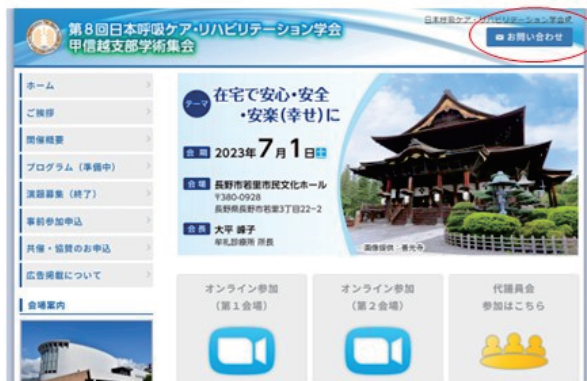 第8回日本呼吸ケア・リハビリテーション学会
甲信越支部学術集会
日本呼吸ケア・リハビリテーション学会
お問い合わせ
ホーム
ご挨拶
開催概要
プログラム（準備中）
演題募集（終了）
事前参加申込
共催・協賛のお申込
広告掲載について
会場案内
テーマ
在宅で安心・安全
・安楽(幸せ)に
会期 2023年7月1日土
会場 長野市若里市民文化ホール
〒380-0928
長野県長野市若里3丁目22−2
会長 大平 峰子
牟礼診療所 所長
画像提供：善光寺
オンライン参加
（第1会場）
オンライン参加
（第2会場）
代議員会
参加はこちら